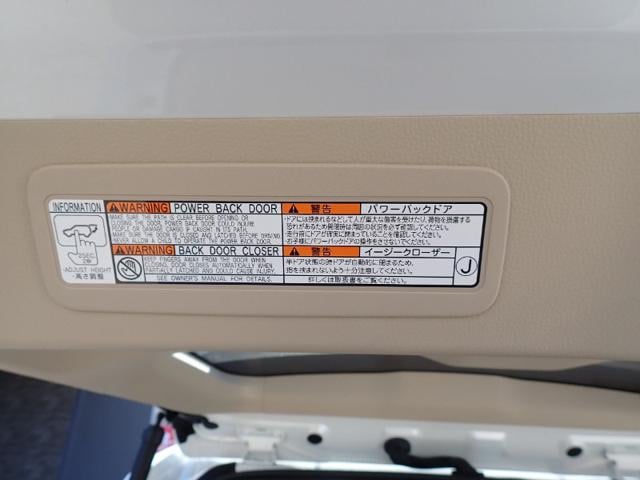 INFORMATION
2SEC.
2秒
ADJUST HEIGHT
高さ調整
WARNING POWER BACK DOOR
MAKE SURE THE PATH IS CLEAR BEFORE OPENING OR
CLOSING THE DOOR. POWER BACK DOOR COULD INJURE
PEOPLE OR DAMAGE CARGO IF CAUGHT IN ITS PATH.
MAKE SURE THE DOOR IS CLOSED AND LATCHED BEFORE DRIVING.
NEVER ALLOW A CHILD TO OPERATE THE POWER BACK DOOR.
WARNING BACK DOOR CLOSER
KEEP FINGERS AWAY FROM THE DOOR WHEN
CLOSING. DOOR CLOSES AUTOMATICALLY WHEN
PARTIALLY LATCHED AND COULD CAUSE INJURY.
SEE OWNER'S MANUAL FOR DETAILS.
警告 パワーバックドア
・ドアには挟まれるなどして人が重大な傷害を受けたり、荷物を損傷する
恐れがあるため開閉時は周囲の状況を必ず確認してください。
・走行前にドアが確実に閉まっていることを確認してください。
・お子様にパワーバックドアの操作をさせないでください。
警告 イージークローザー
半ドア状態の時ドアが自動的に閉まるため、
指を挟まれないよう十分注意してください。
詳しくは取扱書をご覧ください。
J